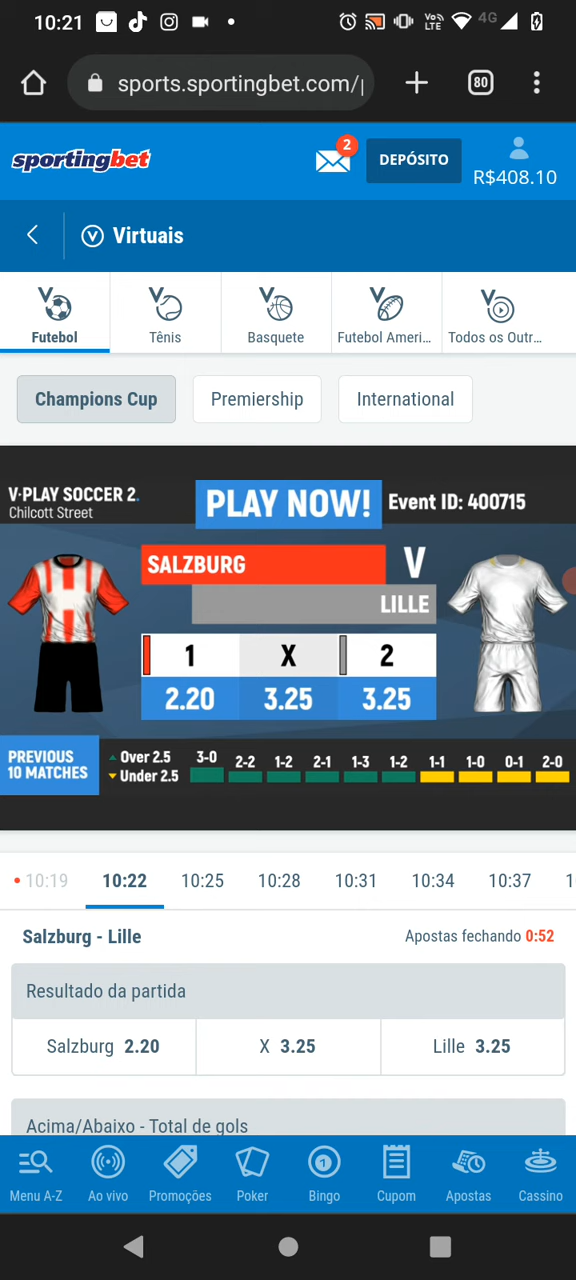 10:21
VoD LTE
4G
sports.sportingbet.com/
80
sportingbet
2
DEPÓSITO
R$408.10
V Virtuais
Futebol
Tênis
Basquete
Futebol Ameri...
Todos os Outr...
Champions Cup
Premiership
International
V·PLAY SOCCER 2.
Chilcott Street
PLAY NOW!
Event ID: 400715
SALZBURG
V
LILLE
1 X 2
2.20 3.25 3.25
PREVIOUS
10 MATCHES
Over 2.5
Under 2.5
3-0 2-2 1-2 2-1 1-3 1-2 1-1 1-0 0-1 2-0
10:19 10:22 10:25 10:28 10:31 10:34 10:37 1
Salzburg - Lille
Apostas fechando 0:52
Resultado da partida
Salzburg 2.20
X 3.25
Lille 3.25
Acima/Abaixo - Total de gols
Menu A-Z
Ao vivo
Promoções
Poker
Bingo
Cupom
Apostas
Cassino